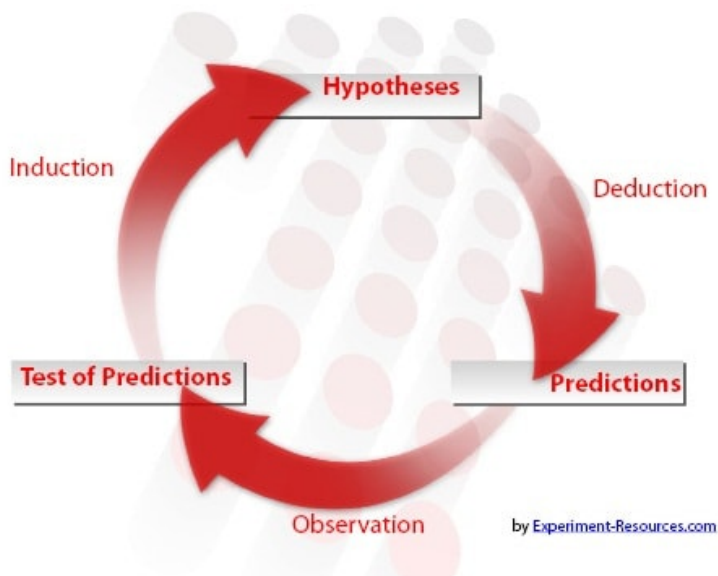 Hypotheses
Induction
Deduction
Test of Predictions
Predictions
Observation
by Experiment-Resources.com